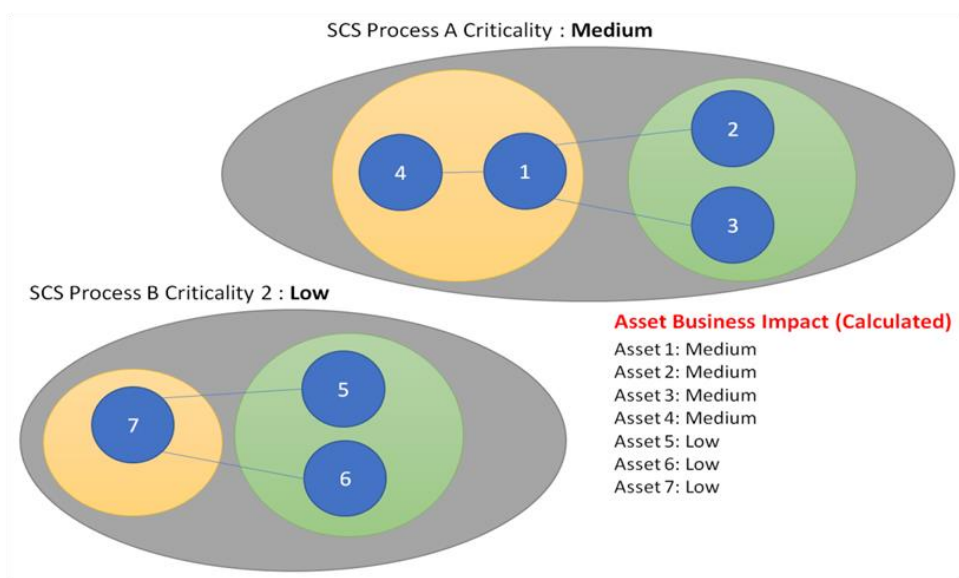 SCS Process A Criticality : Medium
4
1
2
3
SCS Process B Criticality 2 : Low
7
5
6
Asset Business Impact (Calculated)
Asset 1: Medium
Asset 2: Medium
Asset 3: Medium
Asset 4: Medium
Asset 5: Low
Asset 6: Low
Asset 7: Low